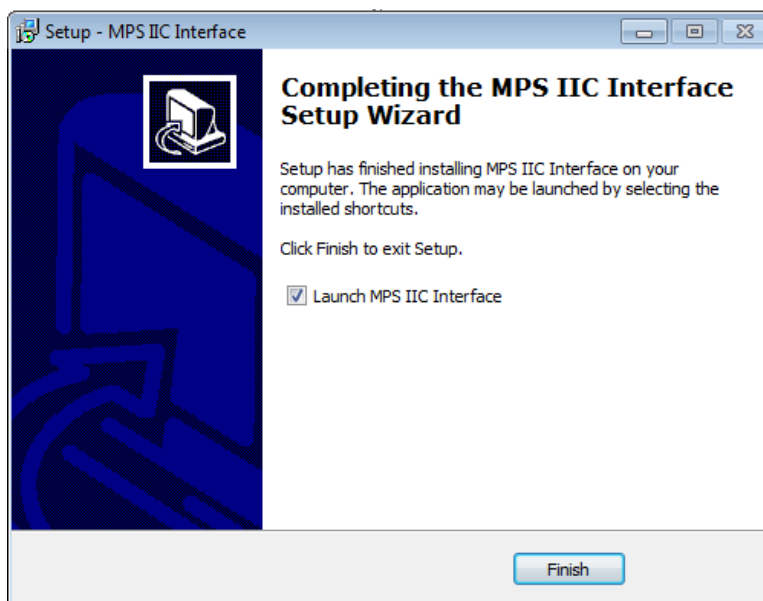 Setup - MPS IIC Interface
Completing the MPS IIC Interface
Setup Wizard
Setup has finished installing MPS IIC Interface on your
computer. The application may be launched by selecting the
installed shortcuts.
Click Finish to exit Setup.
Launch MPS IIC Interface
Finish